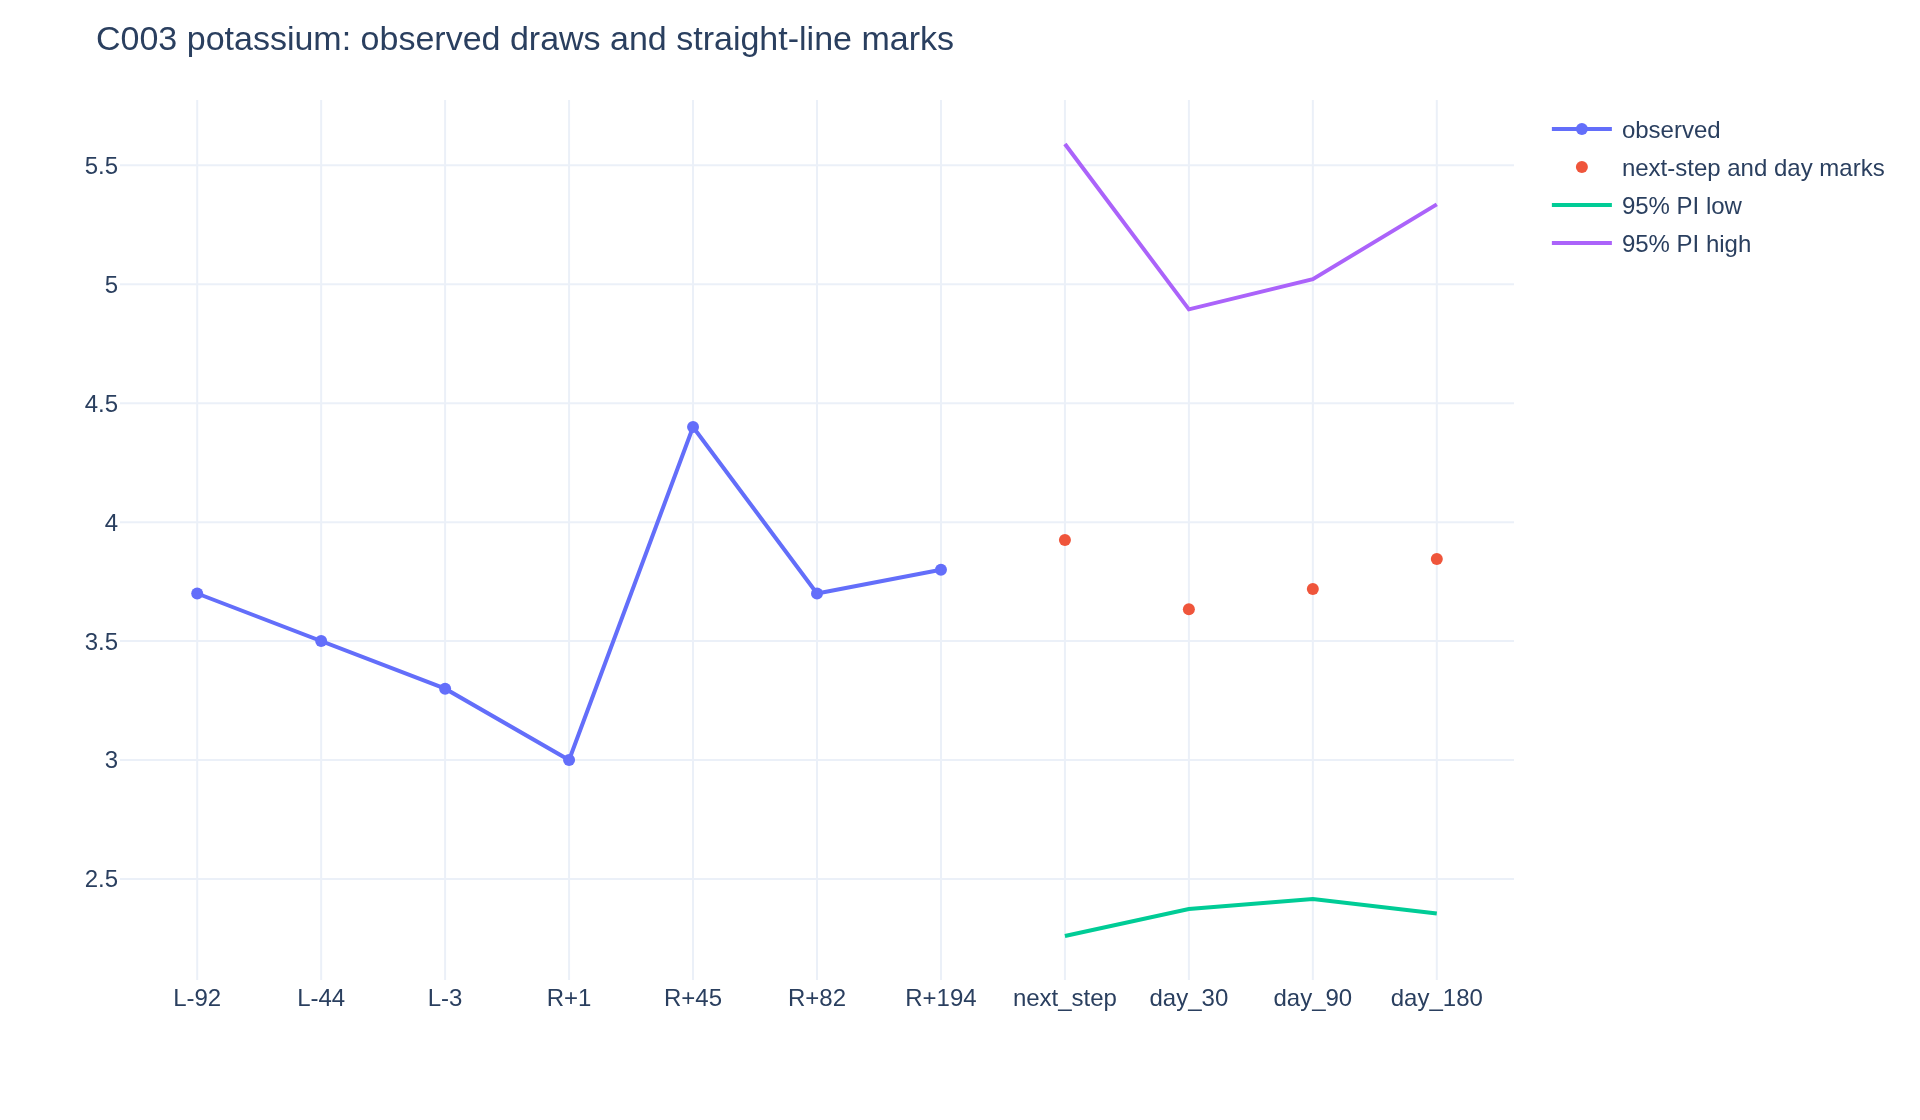 C003 potassium: observed draws and straight-line marks
observed
next-step and day marks
95% PI low
95% PI high
5.5
5
4.5
4
3.5
3
2.5
L-92
L-44
L-3
R+1
R+45
R+82
R+194
next_step
day_30
day_90
day_180